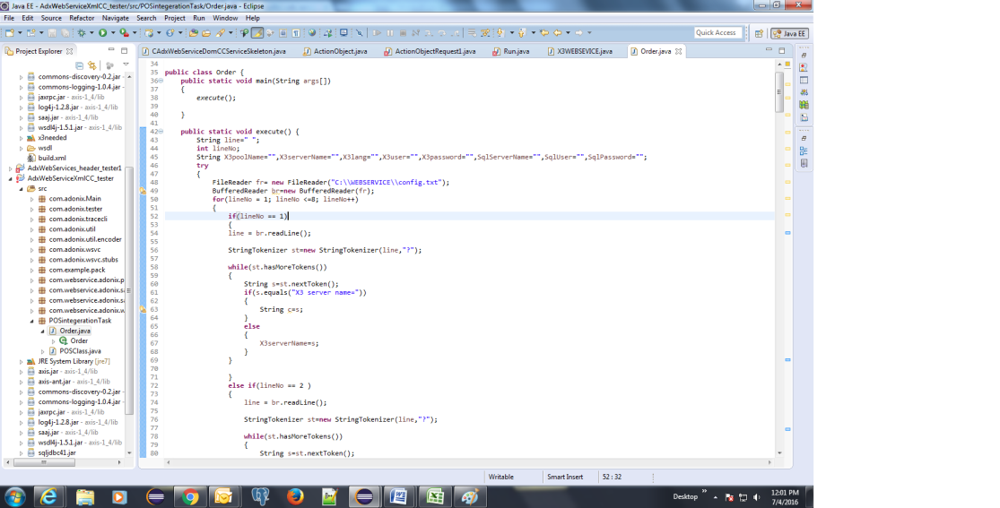 Java EE - AdxWebServiceXmlCC_tester/src/POSintegerationTask/Order.java - Eclipse
File Edit Source Refactor Navigate Search Project Run Window Help
Quick Access
Java EE
Project Explorer
CAdxWebServiceDomCCServiceSkeleton.java
ActionObject.java
ActionObjectRequest1.java
Run.java
X3WEBSEVICE.java
Order.java
commons-discovery-0.2.jar -
commons-logging-1.0.4.jar -
jaxrpc.jar - axis-1_4/lib
log4j-1.2.8.jar - axis-1_4/lib
saaj.jar - axis-1_4/lib
wsdl4j-1.5.1.jar - axis-1_4/lib
x3needed
wsdl
build.xml
AdxWebServices_header_tester1
AdxWebServiceXmlCC_tester
src
com.adonix.Main
com.adonix.tester
com.adonix.tracecli
com.adonix.util
com.adonix.util.encoder
com.adonix.wsvc
com.adonix.wsvc.stubs
com.example.pack
com.webservice.adonix.p
com.webservice.adonix.s
com.webservice.adonix.s
com.webservice.adonix.w
POSintegerationTask
Order.java
Order
POSClass.java
JRE System Library [jre7]
axis.jar - axis-1_4/lib
axis-ant.jar - axis-1_4/lib
commons-discovery-0.2.jar -
commons-logging-1.0.4.jar -
jaxrpc.jar - axis-1_4/lib
log4j-1.2.8.jar - axis-1_4/lib
saaj.jar - axis-1_4/lib
wsdl4j-1.5.1.jar - axis-1_4/lib
sqljdbc41.jar
34
35 public class Order {
36 public static void main(String args[])
37 {
38 execute();
39
40 }
41
42 public static void execute() {
43 String line=" ";
44 int lineNo;
45 String X3poolName="",X3serverName="",X3lang="",X3user="",X3password="",SqlServerName="",SqlUser="",SqlPassword="";
46 try
47 {
48 FileReader fr= new FileReader("C:\\WEBSERVICE\\config.txt");
49 BufferedReader br=new BufferedReader(fr);
50 for(lineNo = 1; lineNo <=8; lineNo++)
51 {
52 if(lineNo == 1)
53 {
54 line = br.readLine();
55
56 StringTokenizer st=new StringTokenizer(line,"?");
57
58 while(st.hasMoreTokens())
59 {
60 String s=st.nextToken();
61 if(s.equals("X3 server name="))
62 {
63 String c=s;
64 }
65 else
66 {
67 X3serverName=s;
68 }
69 }
70
71 }
72 else if(lineNo == 2 )
73 {
74 line = br.readLine();
75
76 StringTokenizer st=new StringTokenizer(line,"?");
77
78 while(st.hasMoreTokens())
79 {
80 String s=st.nextToken();
Writable Smart Insert 52 : 32
Desktop
12:01 PM
7/4/2016